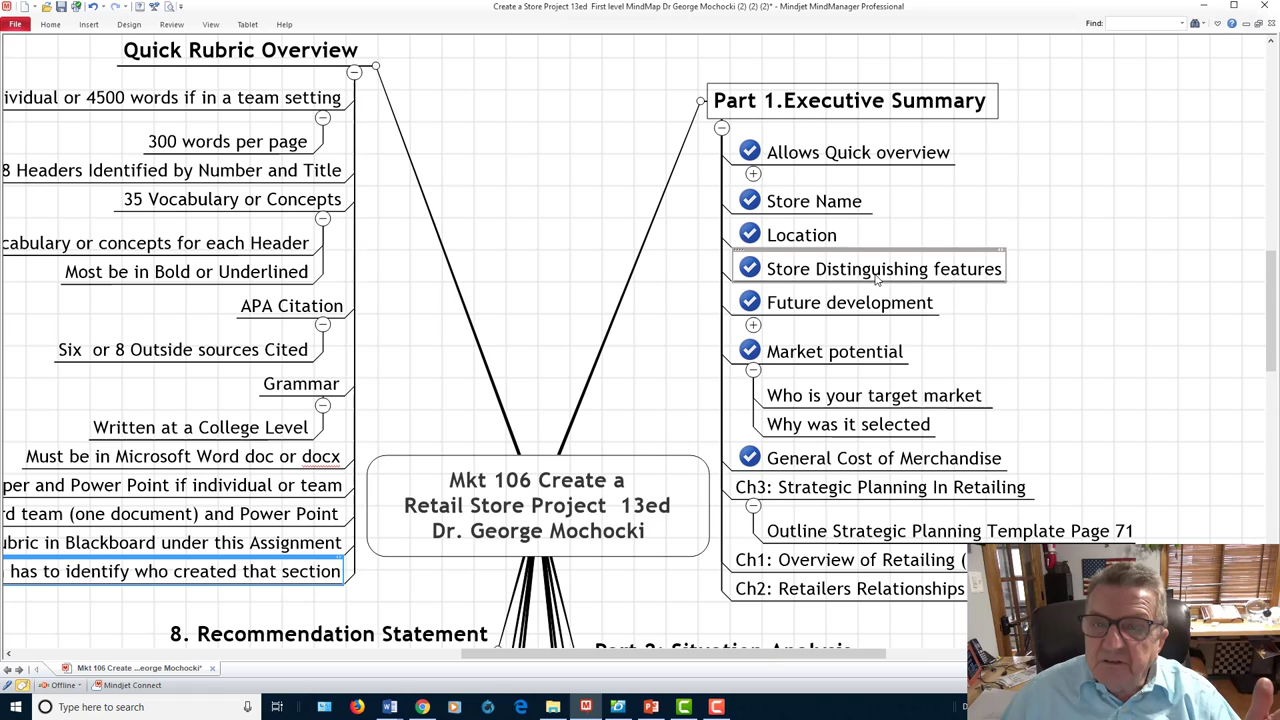 Create a Store Project 13ed First level MindMap Dr George Mochocki (2) (2) (2)* - Mindjet MindManager Professional
File
Home
Insert
Design
Review
View
Tablet
Help
Find:
Quick Rubric Overview
ividual or 4500 words if in a team setting
300 words per page
8 Headers Identified by Number and Title
35 Vocabulary or Concepts
cabulary or concepts for each Header
Most be in Bold or Underlined
APA Citation
Six or 8 Outside sources Cited
Grammar
Written at a College Level
Must be in Microsoft Word doc or docx
per and Power Point if individual or team
rd team (one document) and Power Point
ubric in Blackboard under this Assignment
has to identify who created that section
Part 1.Executive Summary
Allows Quick overview
Store Name
Location
Store Distinguishing features
Future development
Market potential
Who is your target market
Why was it selected
General Cost of Merchandise
Ch3: Strategic Planning In Retailing
Outline Strategic Planning Template Page 71
Ch1: Overview of Retailing (
Ch2: Retailers Relationships
Mkt 106 Create a
Retail Store Project 13ed
Dr. George Mochocki
8. Recommendation Statement
Part 2: Situation Analysis
Mkt 106 Create ...eorge Mochocki*
Offline
Mindjet Connect
Type here to search